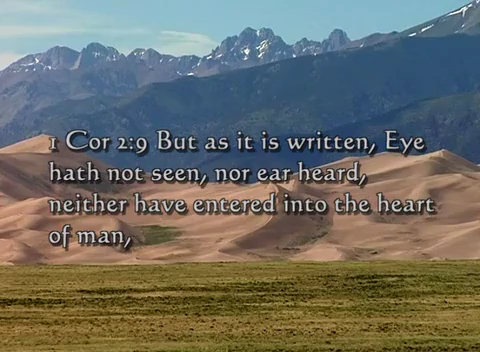 1 Cor 2:9 But as it is written, Eye
hath not seen, nor ear heard,
neither have entered into the heart
of man,